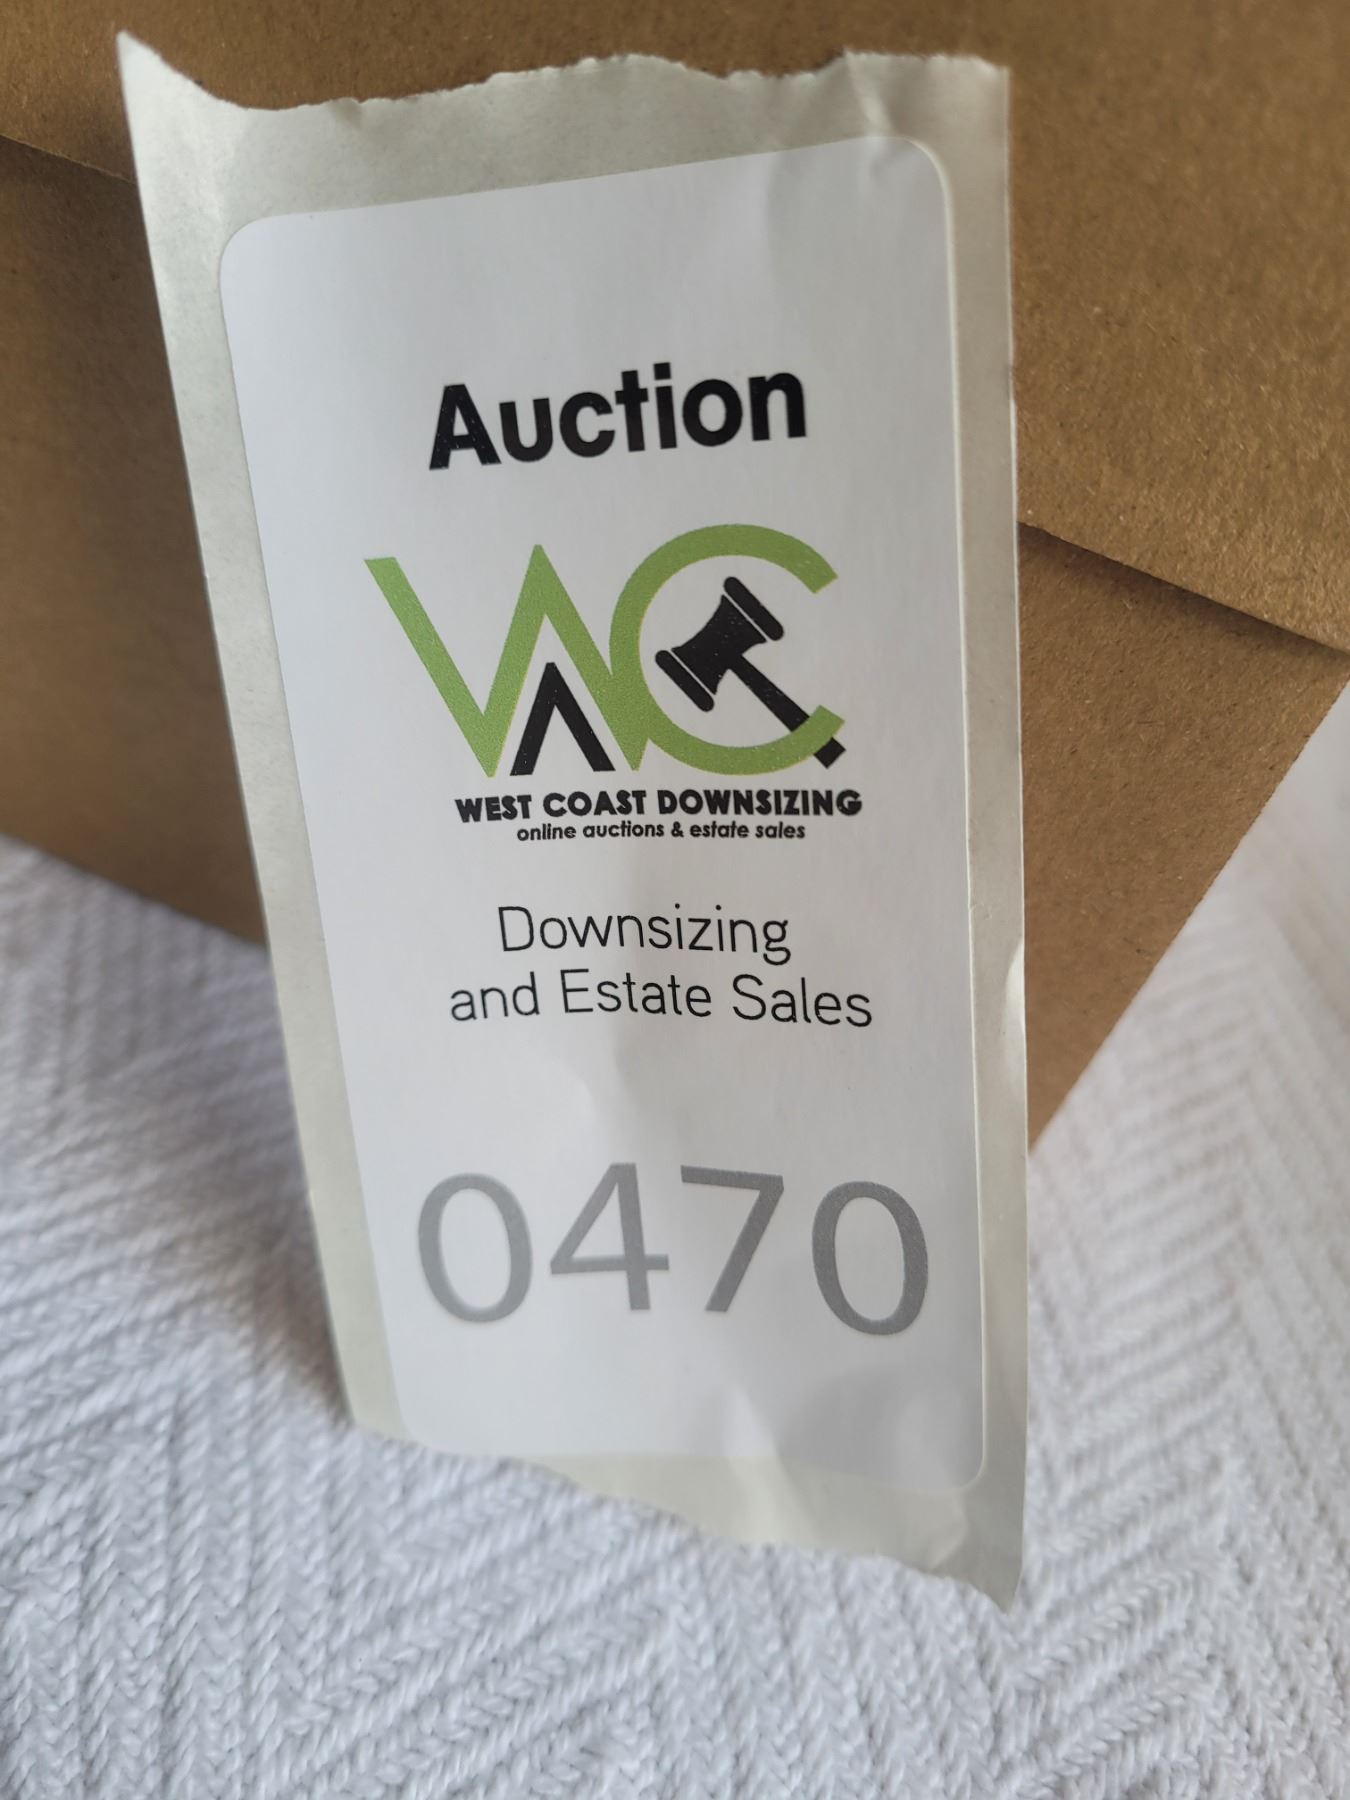 Auction
WC
WEST COAST DOWNSIZING
online auctions & estate sales
Downsizing
and Estate Sales
0470